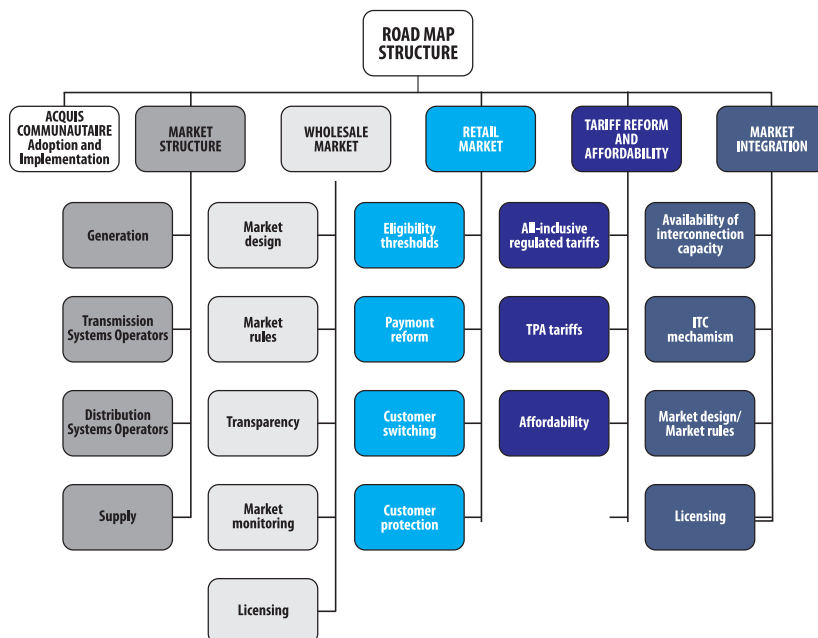 ROAD MAP
STRUCTURE
ACQUIS
COMMUNAUTAIRE
Adoption and
Implementation
MARKET
STRUCTURE
WHOLESALE
MARKET
RETAIL
MARKET
TARIFF REFORM
AND
AFFORDABILITY
MARKET
INTEGRATION
Generation
Market
design
Eligibility
thresholds
All-inclusive
regulated tariffs
Availability of
interconnection
capacity
Transmission
Systems Operators
Market
rules
Paymont
reform
TPA tariffs
ITC
mechamism
Distribution
Systems Operators
Transparency
Customer
switching
Affordability
Market design/
Market rules
Supply
Market
monitoring
Customer
protection
Licensing
Licensing